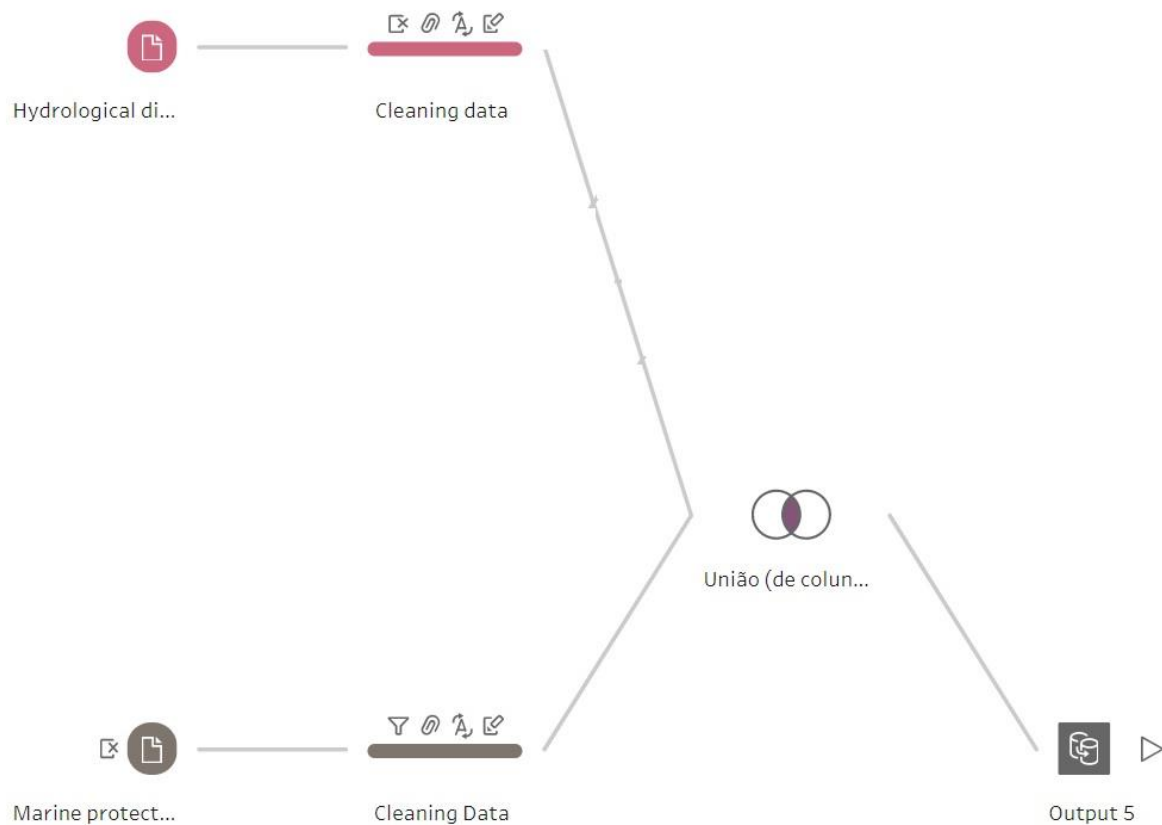 Hydrological di...
Cleaning data
União (de colun...
Marine protect...
Cleaning Data
Output 5